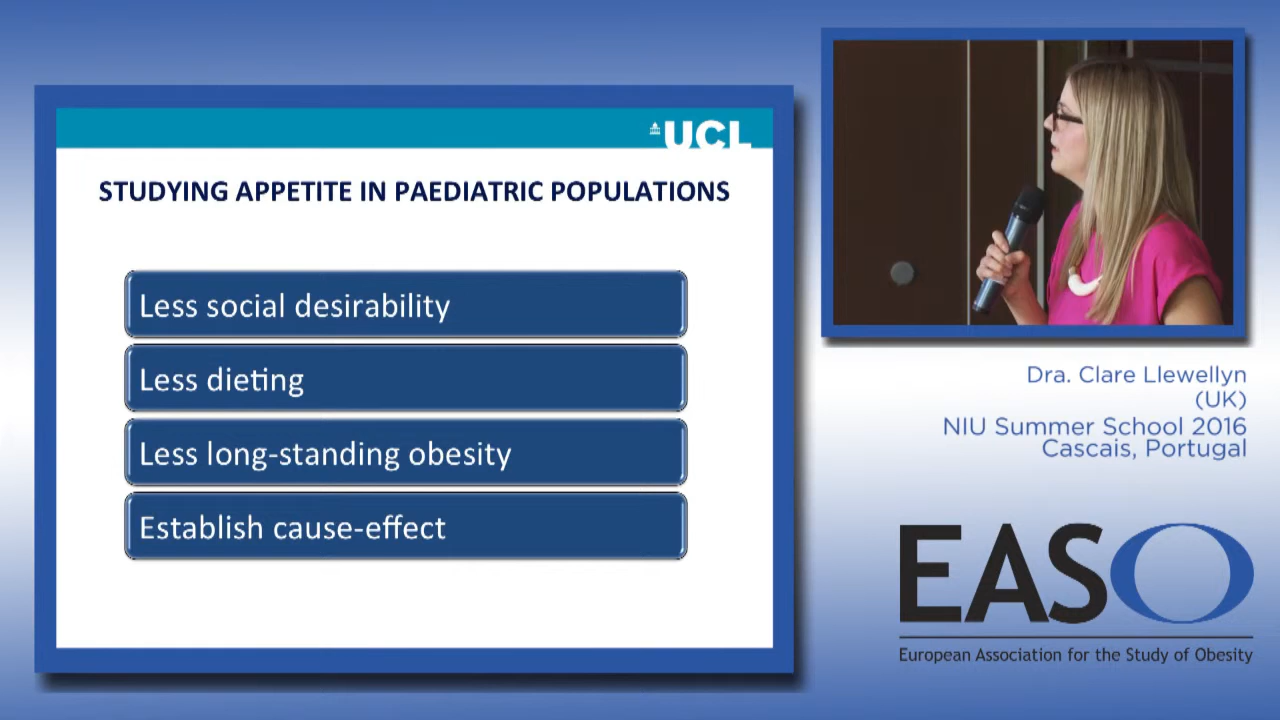 UCL
STUDYING APPETITE IN PAEDIATRIC POPULATIONS
Less social desirability
Less dieting
Less long-standing obesity
Establish cause-effect
Dra. Clare Llewellyn
(UK)
NIU Summer School 2016
Cascais, Portugal
EASO
European Association for the Study of Obesity